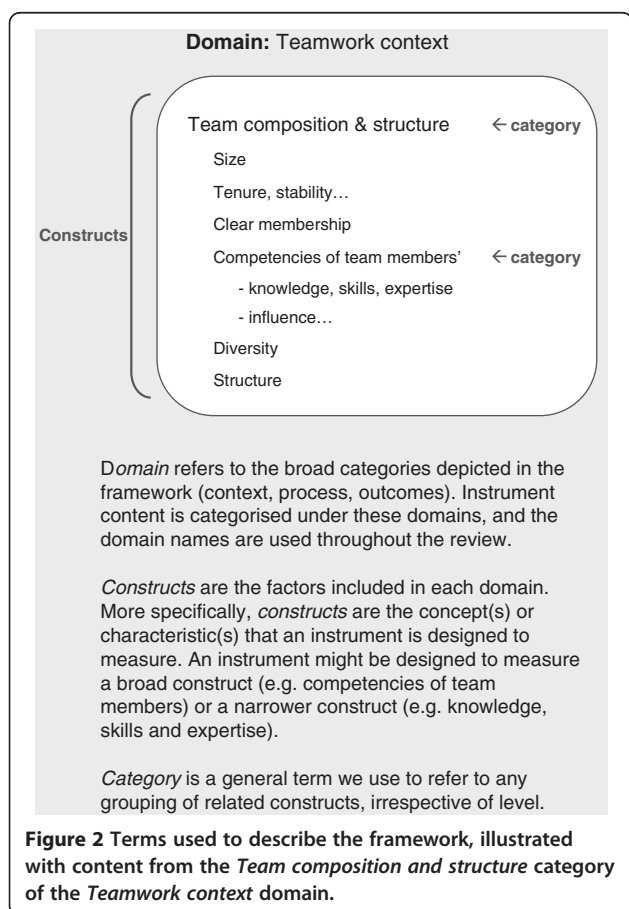 Domain: Teamwork context
Team composition & structure ← category
Size
Tenure, stability…
Clear membership
Constructs
Competencies of team members’ ← category
- knowledge, skills, expertise
- influence…
Diversity
Structure
Domain refers to the broad categories depicted in the
framework (context, process, outcomes). Instrument
content is categorised under these domains, and the
domain names are used throughout the review.
Constructs are the factors included in each domain.
More specifically, constructs are the concept(s) or
characteristic(s) that an instrument is designed to
measure. An instrument might be designed to measure
a broad construct (e.g. competencies of team
members) or a narrower construct (e.g. knowledge,
skills and expertise).
Category is a general term we use to refer to any
grouping of related constructs, irrespective of level.
Figure 2 Terms used to describe the framework, illustrated
with content from the Team composition and structure category
of the Teamwork context domain.